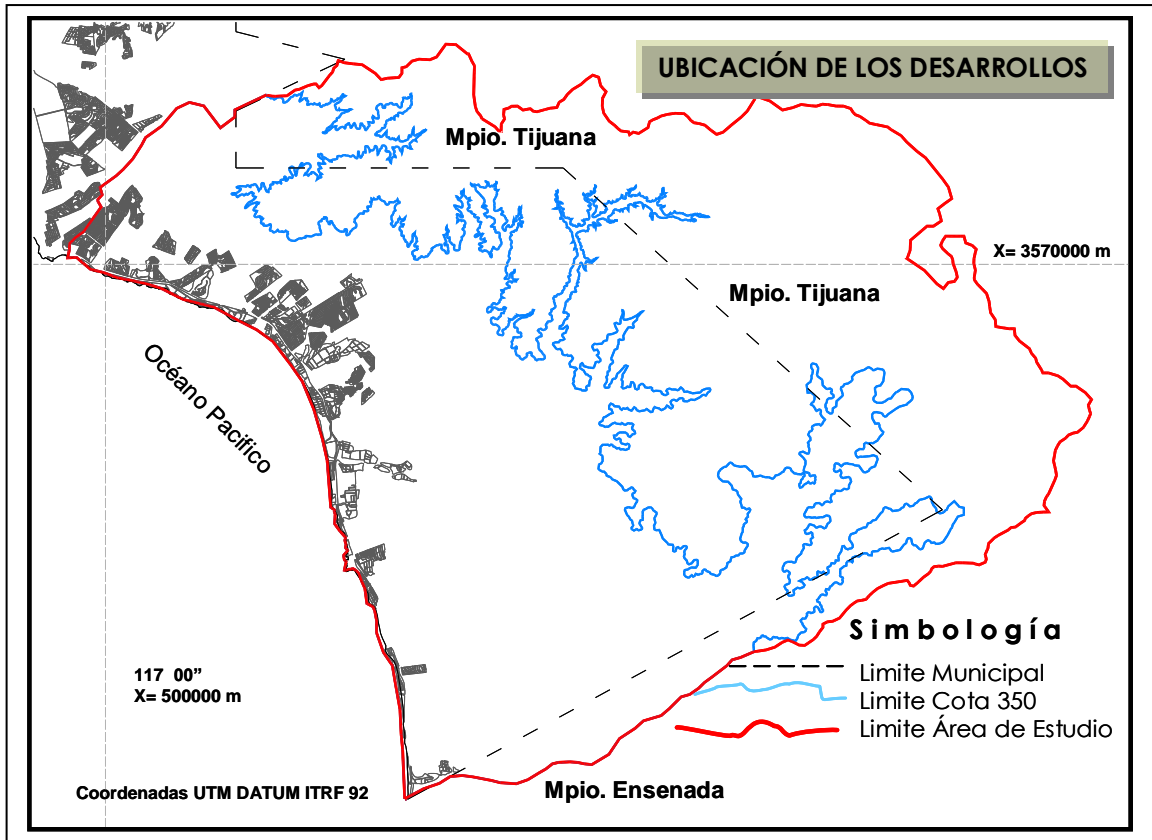 UBICACIÓN DE LOS DESARROLLOS
Mpio. Tijuana
X= 3570000 m
Mpio. Tijuana
Océano Pacifico
Simbología
117 00"
X= 500000 m
Limite Municipal
Limite Cota 350
Limite Área de Estudio
Coordenadas UTM DATUM ITRF 92
Mpio. Ensenada